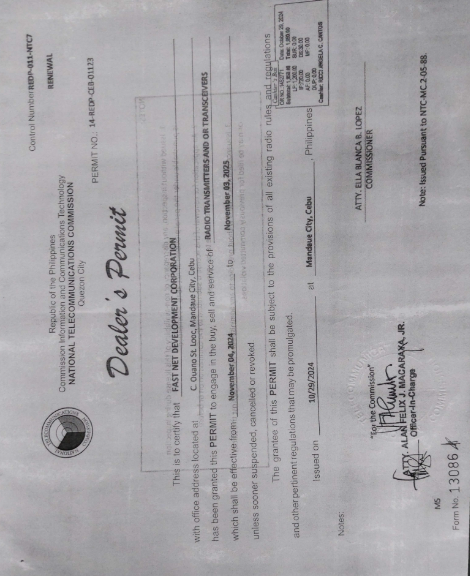 Control Number: REDP-011-NTC7
RENEWAL
Republic of the Philippines
Commission Information and Communications Technology
NATIONAL TELECOMMUNICATIONS COMMISSION
Quezon City
PERMIT NO.: 14-REDP-CEB-01123
Dealer's Permit
This is to certify that FAST NET DEVELOPMENT CORPORATION
with office address located at C. Ouano St. Looc, Mandaue City, Cebu
has been granted this PERMIT to engage in the buy, sell and service of RADIO TRANSMITTERS AND OR TRANSCEIVERS
which shall be effective from November 04, 2024 to November 03, 2025
unless sooner suspended, cancelled or revoked
The grantee of this PERMIT shall be subject to the provisions of all existing radio rules and regulations
and other pertinent regulations that may be promulgated.
Issued on 10/29/2024 at Mandaue City, Cebu, Philippines
Notes:
ATTY. ELLA BLANCA B. LOPEZ
COMMISSIONER
"For the Commission"
ATTY. ALAN FELIX J. MACARAYA, JR.
Officer-In-Charge
MS
Form No. 13086
Note: Issued Pursuant to NTC-MC.2-05-88.